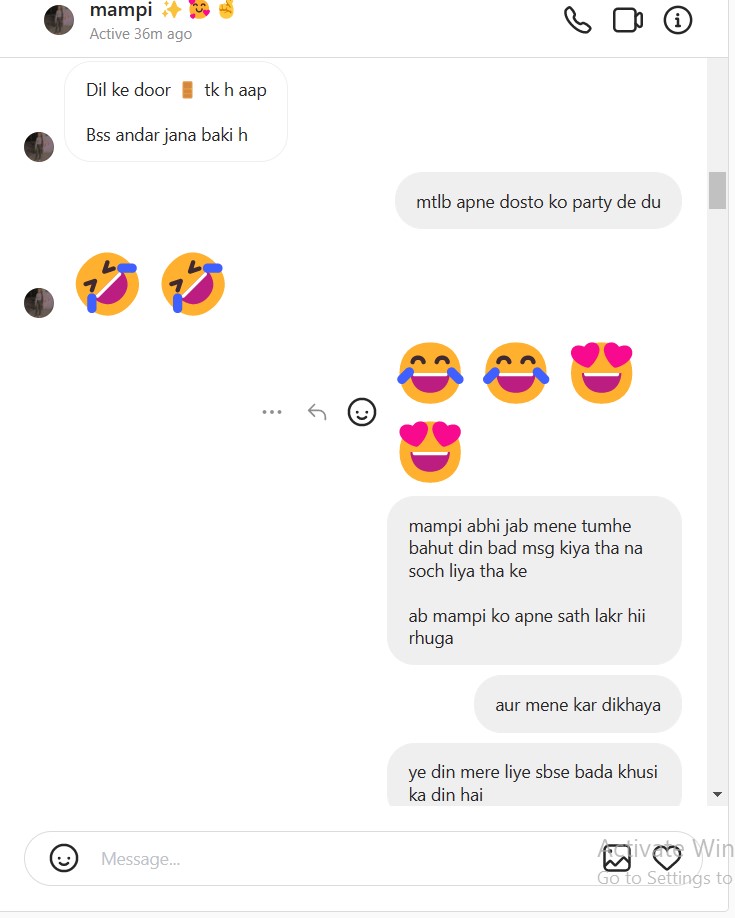 mampi ✨ 🥰 🤞
Active 36m ago
Dil ke door 🚪 tk h aap
Bss andar jana baki h
mtlb apne dosto ko party de du
🤣 🤣
😂 😂 😍
😍
mampi abhi jab mene tumhe
bahut din bad msg kiya tha na
soch liya tha ke
ab mampi ko apne sath lakr hii
rhuga
aur mene kar dikhaya
ye din mere liye sbse bada khusi
ka din hai
Message...
Activate Win
Go to Settings to